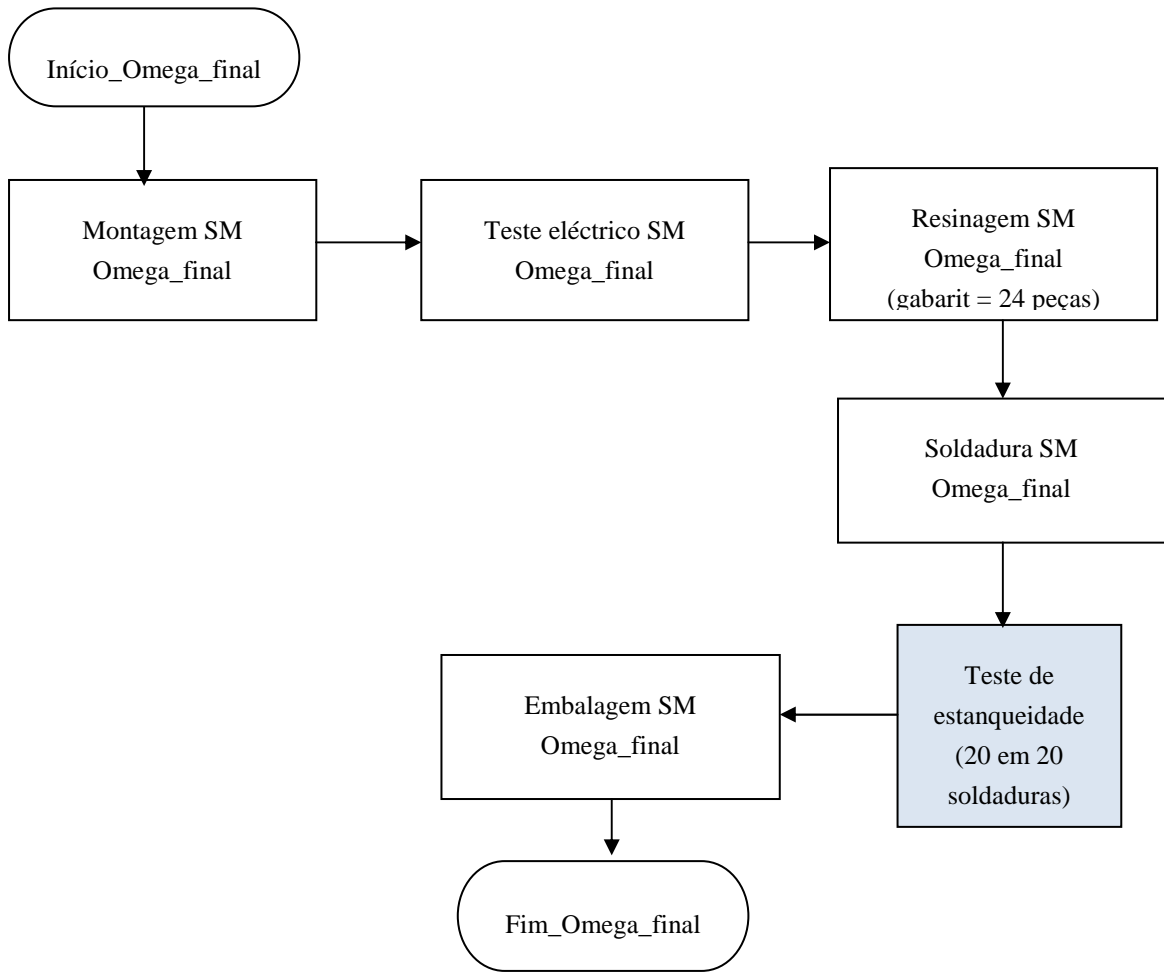 Início_Omega_final
Montagem SM
Omega_final
Teste eléctrico SM
Omega_final
Resinagem SM
Omega_final
(gabarit = 24 peças)
Soldadura SM
Omega_final
Teste de
estanqueidade
(20 em 20
soldaduras)
Embalagem SM
Omega_final
Fim_Omega_final